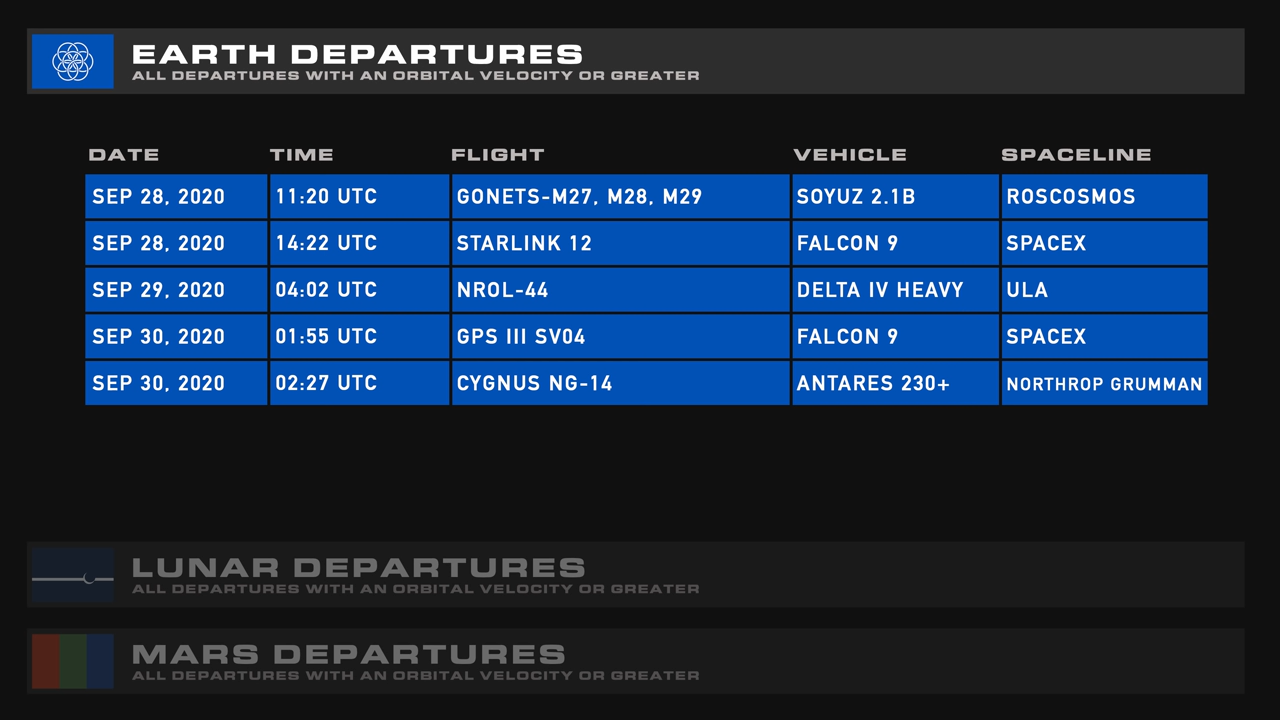 EARTH DEPARTURES
ALL DEPARTURES WITH AN ORBITAL VELOCITY OR GREATER
DATE TIME FLIGHT VEHICLE SPACELINE
SEP 28, 2020 11:20 UTC GONETS-M27, M28, M29 SOYUZ 2.1B ROSCOSMOS
SEP 28, 2020 14:22 UTC STARLINK 12 FALCON 9 SPACEX
SEP 29, 2020 04:02 UTC NROL-44 DELTA IV HEAVY ULA
SEP 30, 2020 01:55 UTC GPS III SV04 FALCON 9 SPACEX
SEP 30, 2020 02:27 UTC CYGNUS NG-14 ANTARES 230+ NORTHROP GRUMMAN
LUNAR DEPARTURES
ALL DEPARTURES WITH AN ORBITAL VELOCITY OR GREATER
MARS DEPARTURES
ALL DEPARTURES WITH AN ORBITAL VELOCITY OR GREATER